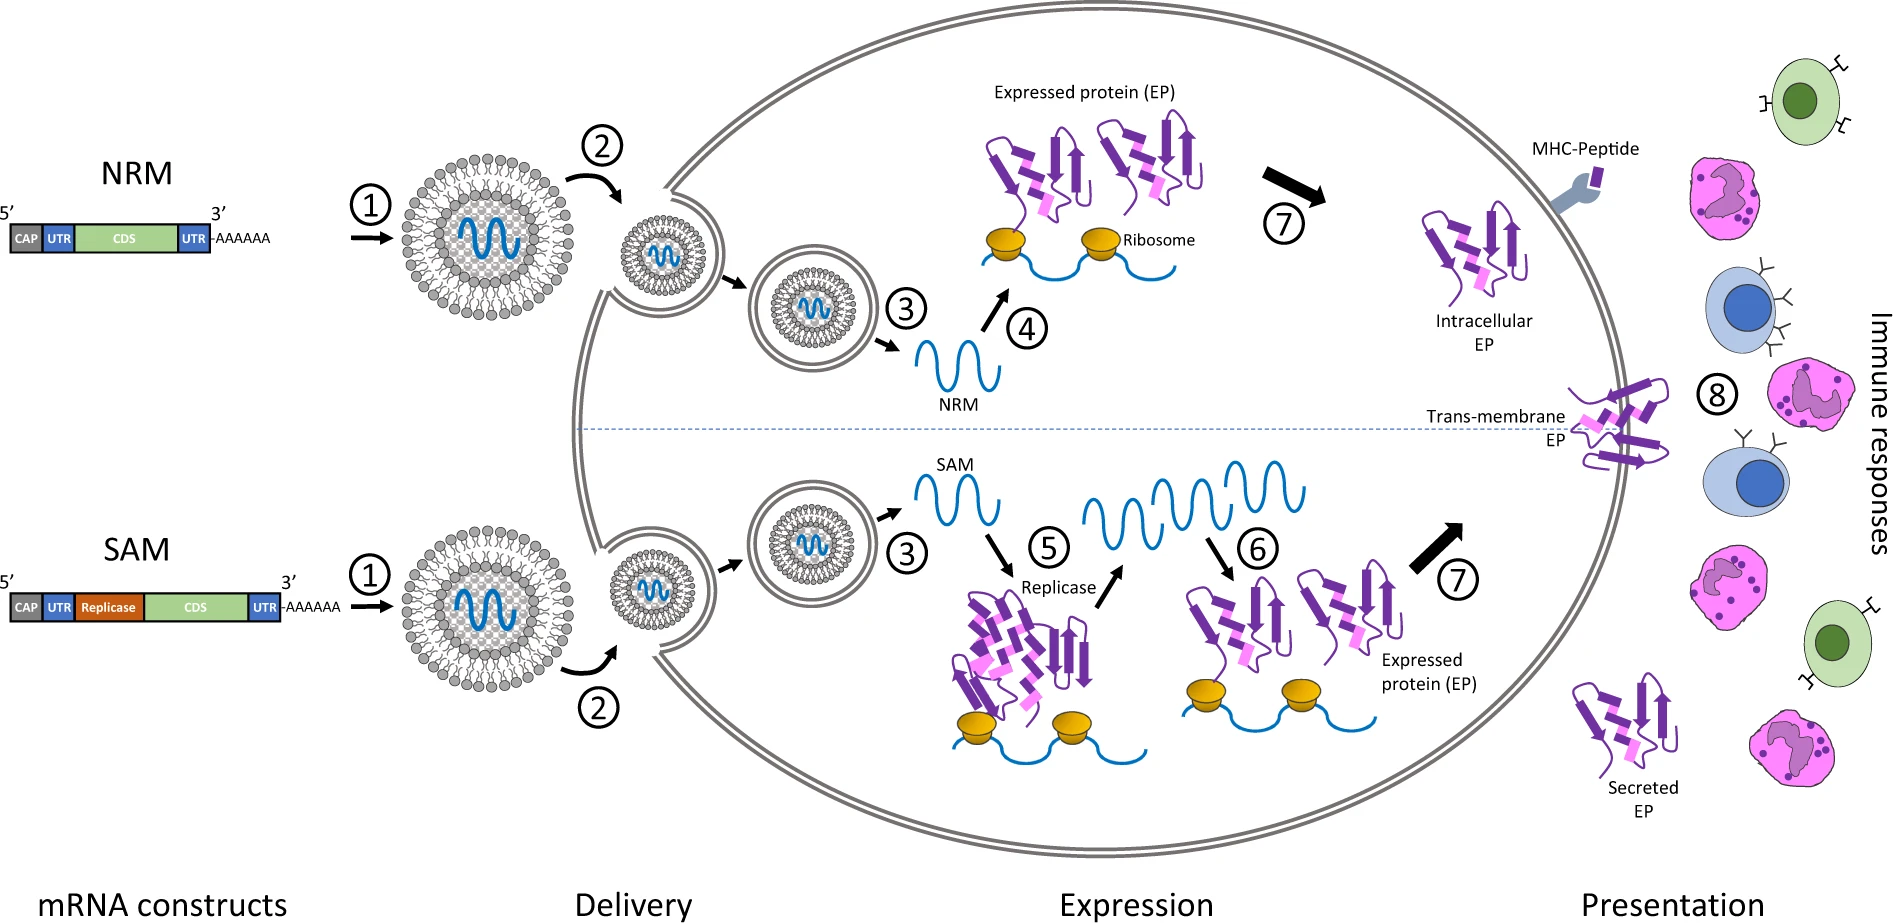 NRM
5’ 3’
CAP UTR CDS UTR -AAAAAA
1
2
3
NRM
4
Expressed protein (EP)
Ribosome
7
MHC-Peptide
Intracellular
EP
Trans-membrane
EP
8
Immune responses
SAM
5’ 3’
CAP UTR Replicase CDS UTR -AAAAAA
1
2
3
SAM
5
Replicase
6
Expressed
protein (EP)
7
Secreted
EP
mRNA constructs Delivery Expression Presentation